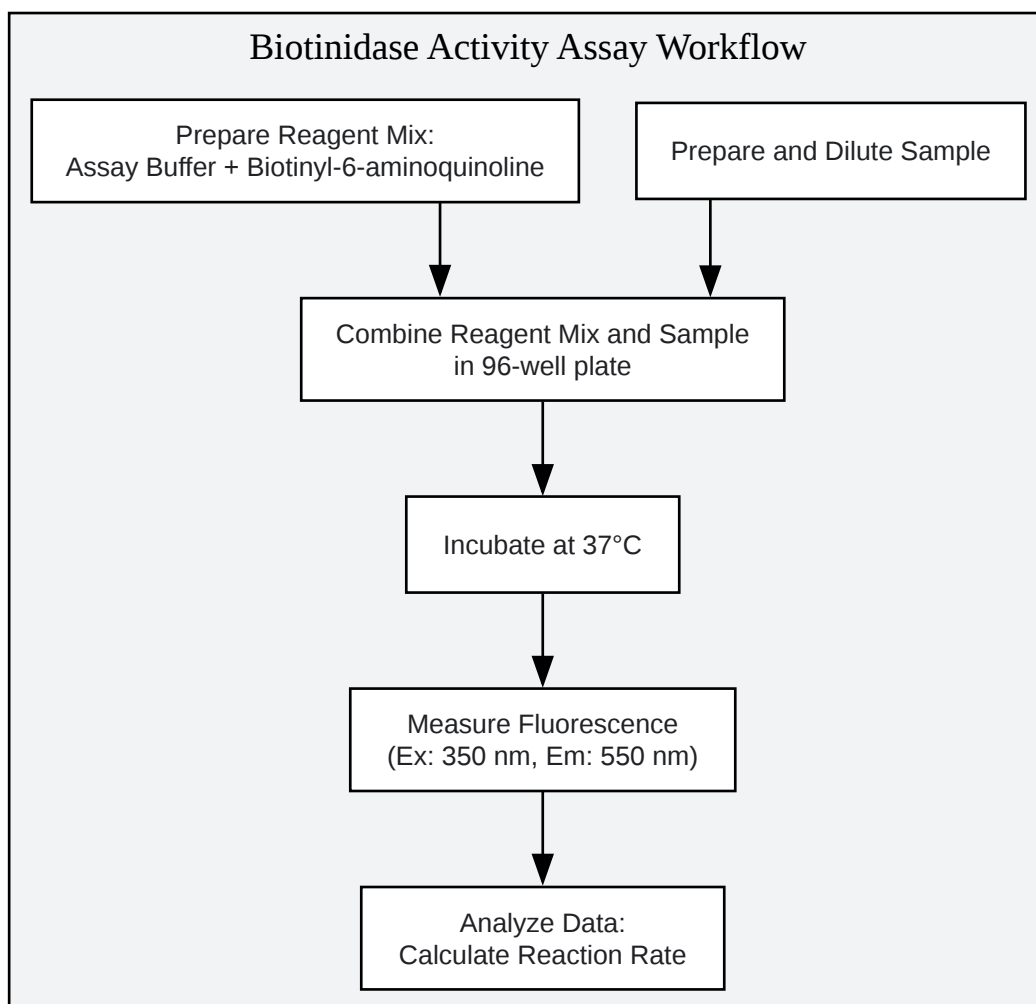 Biotinidase Activity Assay Workflow
Prepare Reagent Mix:
Assay Buffer + Biotinyl-6-aminoquinoline
Prepare and Dilute Sample
Combine Reagent Mix and Sample
in 96-well plate
Incubate at 37°C
Measure Fluorescence
(Ex: 350 nm, Em: 550 nm)
Analyze Data:
Calculate Reaction Rate